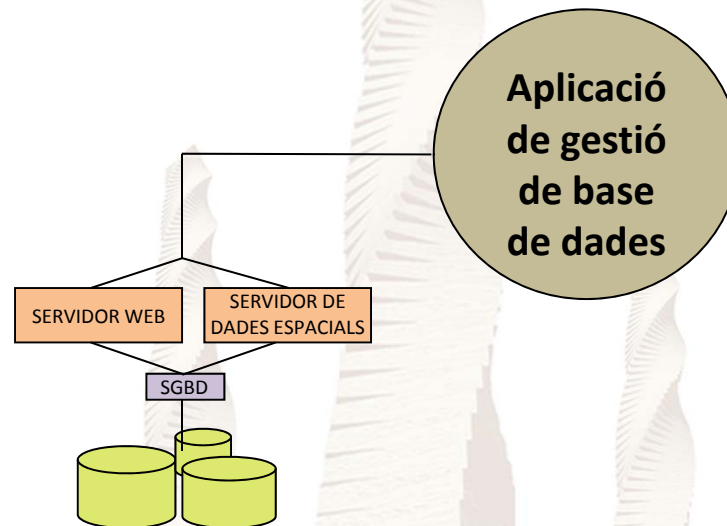 Aplicació
de gestió
de base
de dades
SERVIDOR WEB
SERVIDOR DE
DADES ESPACIALS
SGBD